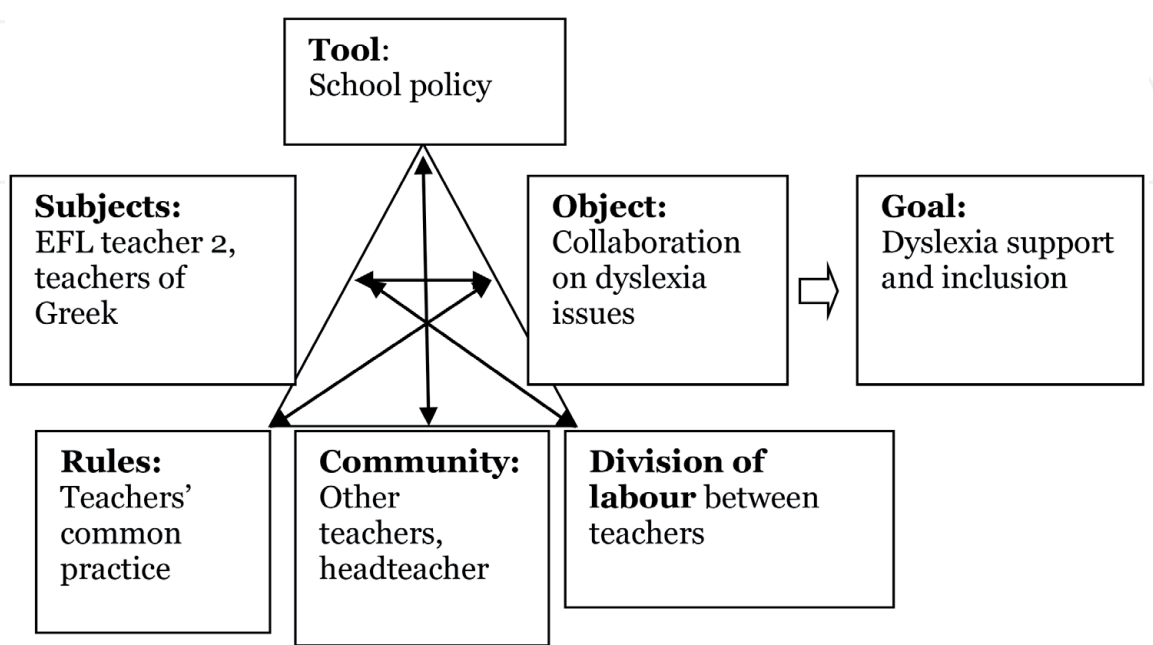 Tool:
School policy
Subjects:
EFL teacher 2,
teachers of
Greek
Object:
Collaboration
on dyslexia
issues
Goal:
Dyslexia support
and inclusion
Rules:
Teachers’
common
practice
Community:
Other
teachers,
headteacher
Division of
labour between
teachers